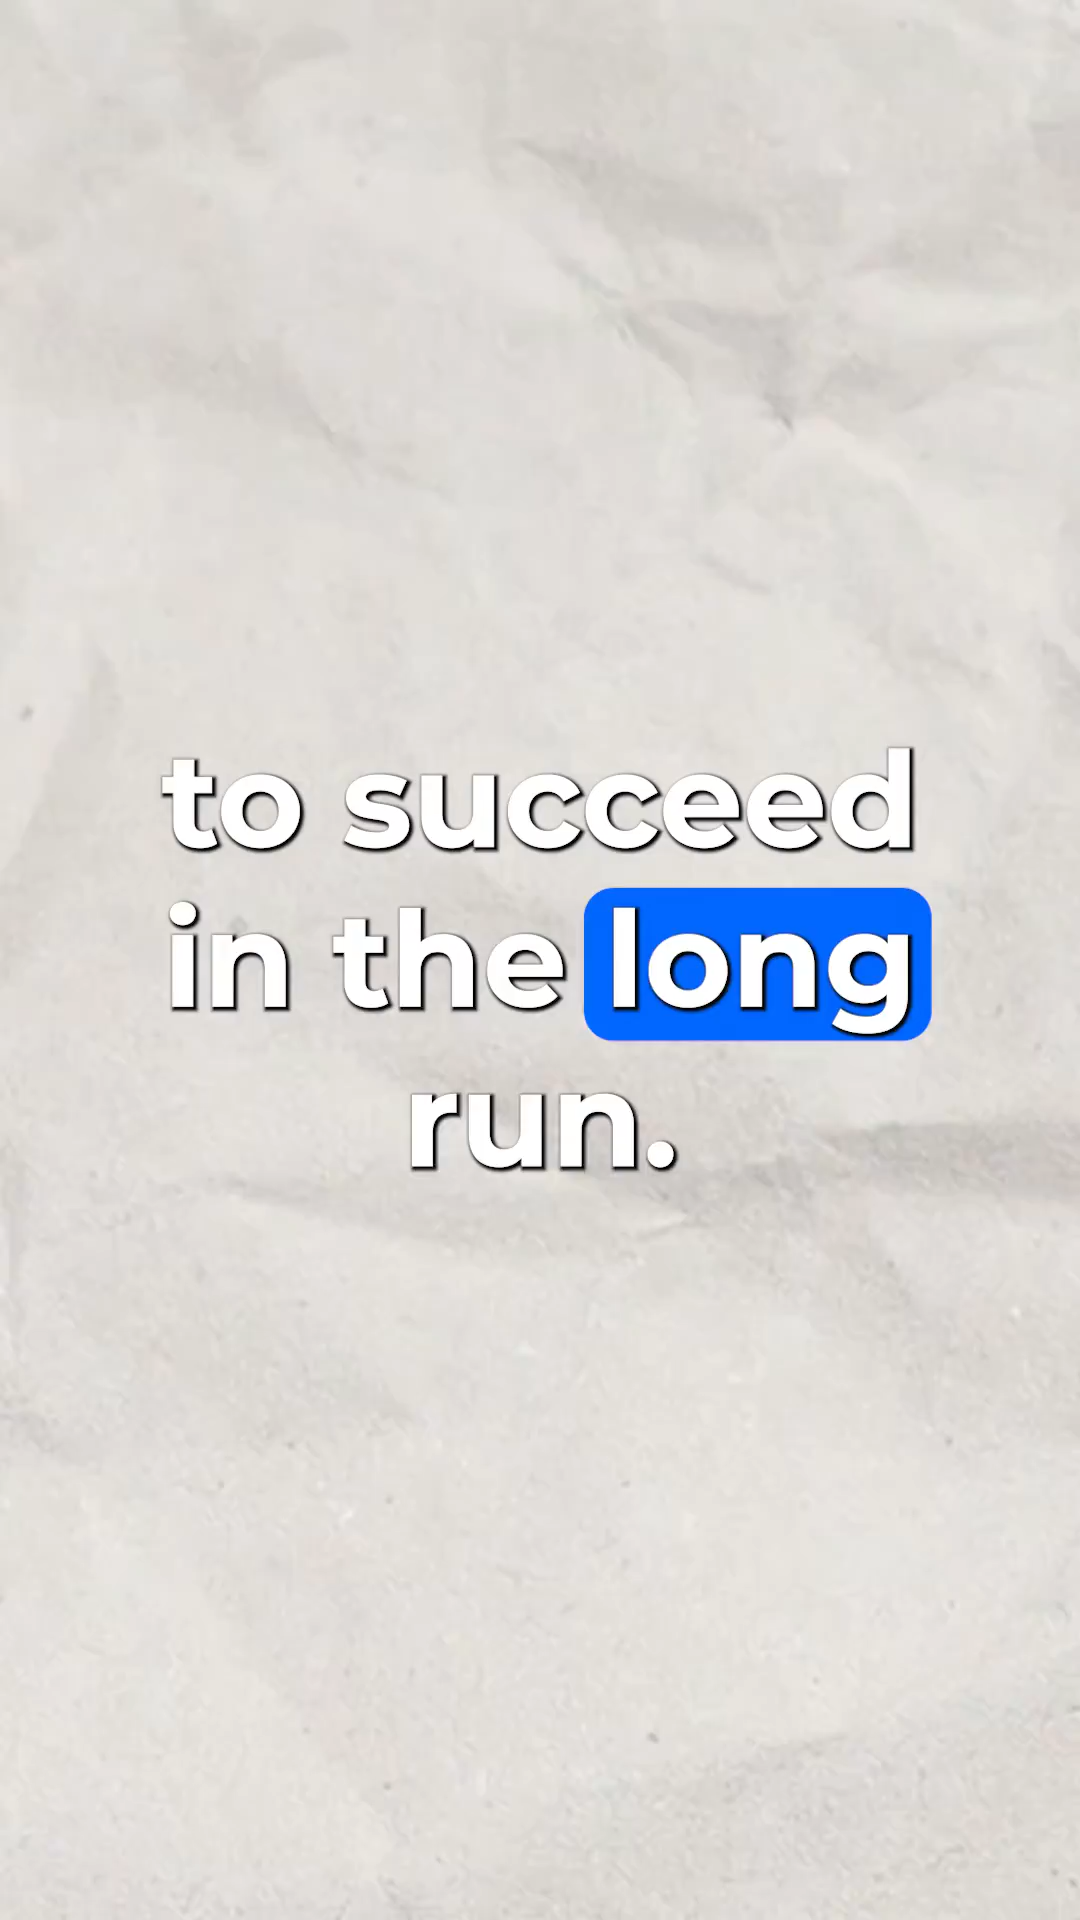 to succeed
in the long
run.